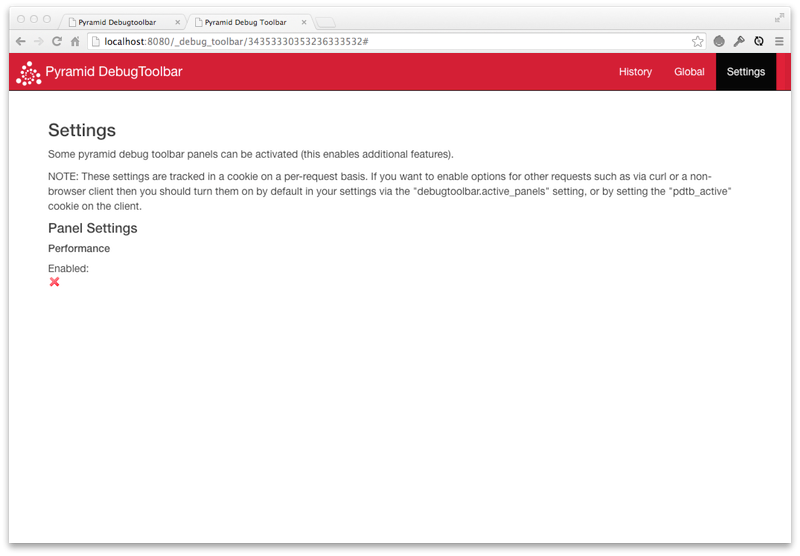 Pyramid Debugtoolbar
Pyramid Debug Toolbar
localhost:8080/_debug_toolbar/34353330353236333532#
Pyramid DebugToolbar
History
Global
Settings
Settings
Some pyramid debug toolbar panels can be activated (this enables additional features).
NOTE: These settings are tracked in a cookie on a per-request basis. If you want to enable options for other requests such as via curl or a non-
browser client then you should turn them on by default in your settings via the "debugtoolbar.active_panels" setting, or by setting the "pdtb_active"
cookie on the client.
Panel Settings
Performance
Enabled: